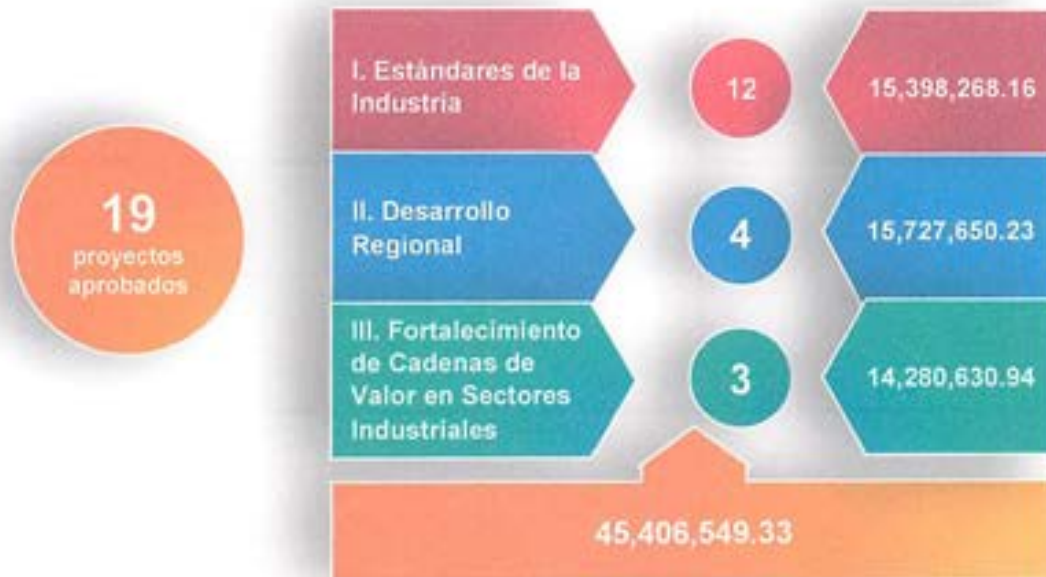 19
proyectos
aprobados
I. Estándares de la
Industria
12
15,398,268.16
II. Desarrollo
Regional
4
15,727,650.23
III. Fortalecimiento
de Cadenas de
Valor en Sectores
Industriales
3
14,280,630.94
45,406,549.33